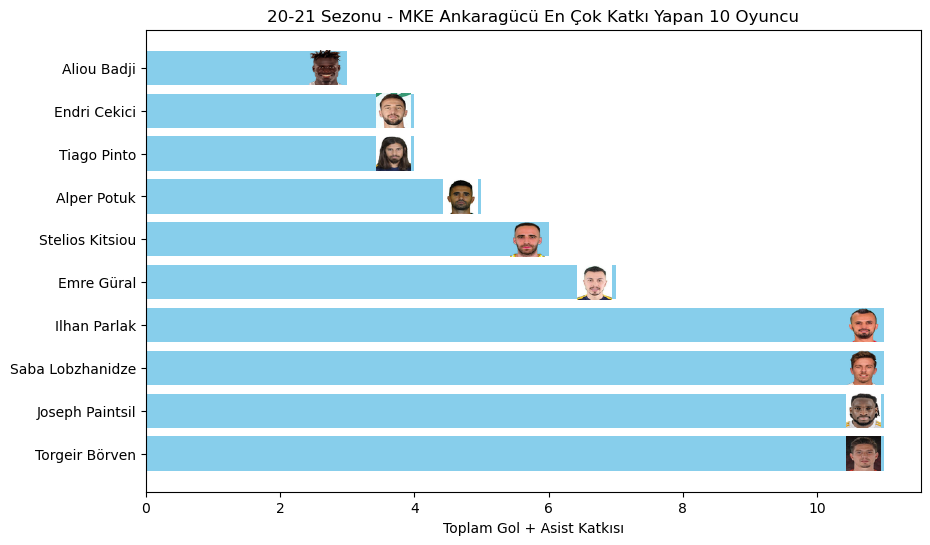 20-21 Sezonu - MKE Ankaragücü En Çok Katkı Yapan 10 Oyuncu
Aliou Badji
Endri Cekici
Tiago Pinto
Alper Potuk
Stelios Kitsiou
Emre Güral
Ilhan Parlak
Saba Lobzhanidze
Joseph Paintsil
Torgeir Börven
0 2 4 6 8 10
Toplam Gol + Asist Katkısı